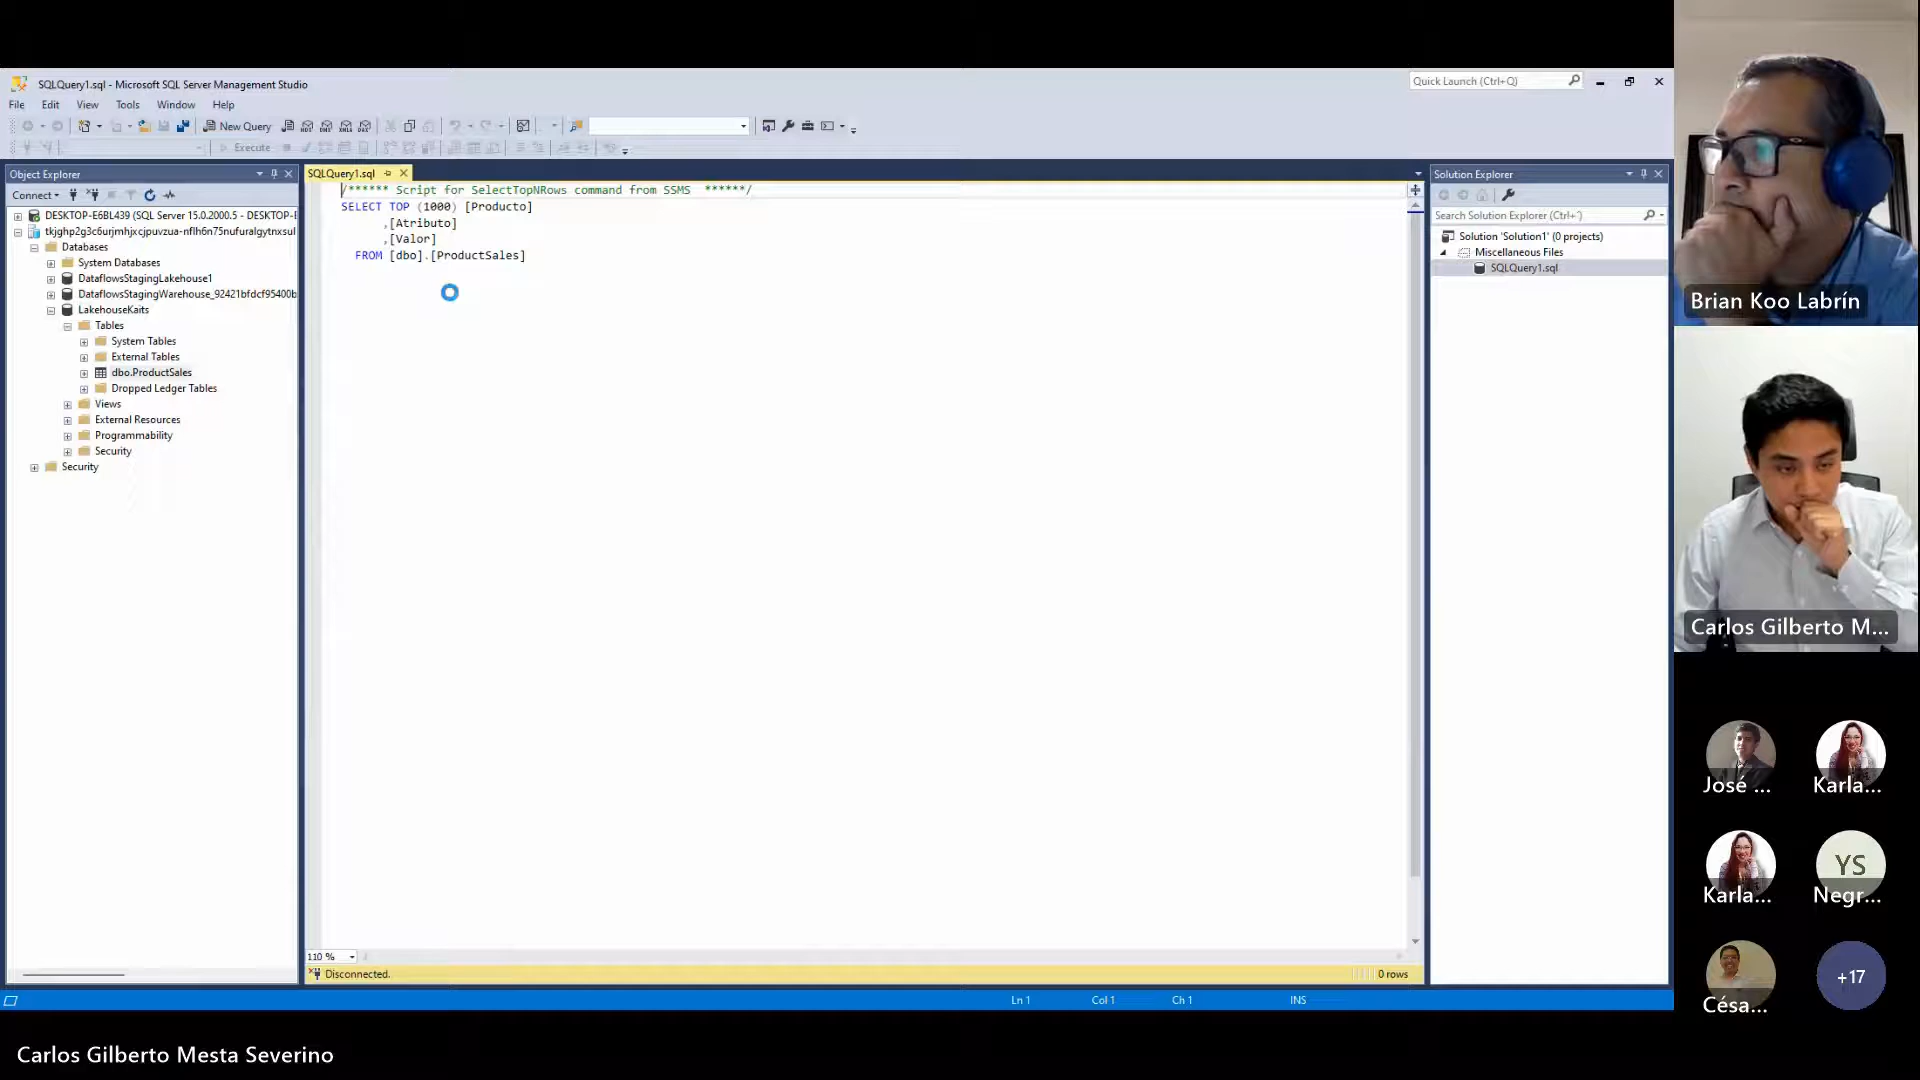 SQLQuery1.sql - Microsoft SQL Server Management Studio
Quick Launch (Ctrl+Q)
File Edit View Tools Window Help
New Query
Execute
Object Explorer
Connect
DESKTOP-E6BL439 (SQL Server 15.0.2000.5 - DESKTOP-E
Databases
System Databases
DataflowsStagingLakehouse1
DataflowsStagingWarehouse_92421bfdcf95400b
LakehouseKaits
Tables
System Tables
External Tables
dbo.ProductSales
Dropped Ledger Tables
Views
External Resources
Programmability
Security
Security
SQLQuery1.sql
/****** Script for SelectTopNRows command from SSMS  ******/
SELECT TOP (1000) [Producto]
,[Atributo]
,[Valor]
FROM [dbo].[ProductSales]
110 %
Disconnected.
0 rows
Ln 1
Col 1
Ch 1
INS
Solution Explorer
Search Solution Explorer (Ctrl+´)
Solution 'Solution1' (0 projects)
Miscellaneous Files
SQLQuery1.sql
Brian Koo Labrín
Carlos Gilberto M...
José ...
Karla...
Karla...
YS
Negr...
Césa...
+17
Carlos Gilberto Mesta Severino